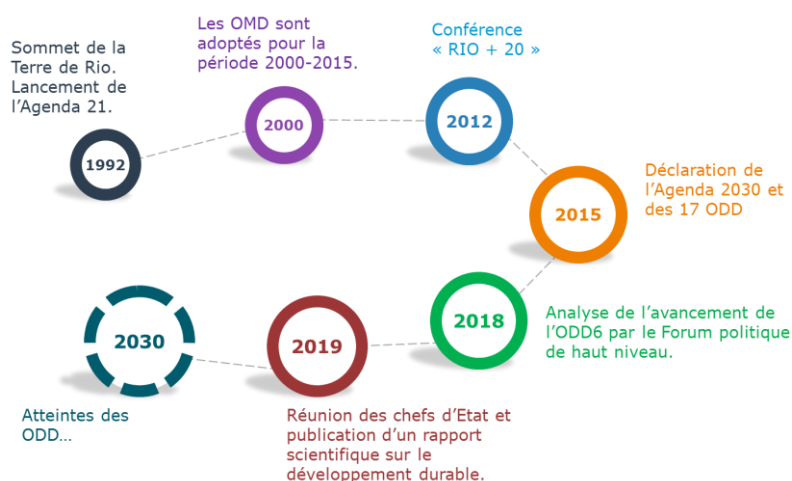 Sommet de la
Terre de Rio.
Lancement de
l’Agenda 21.
1992
Les OMD sont
adoptés pour la
période 2000-2015.
2000
Conférence
« RIO + 20 »
2012
Déclaration de
l’Agenda 2030 et
des 17 ODD
2015
Analyse de l’avancement de
l’ODD6 par le Forum politique
de haut niveau.
2018
2019
Réunion des chefs d’Etat et
publication d’un rapport
scientifique sur le
développement durable.
2030
Atteintes des
ODD…